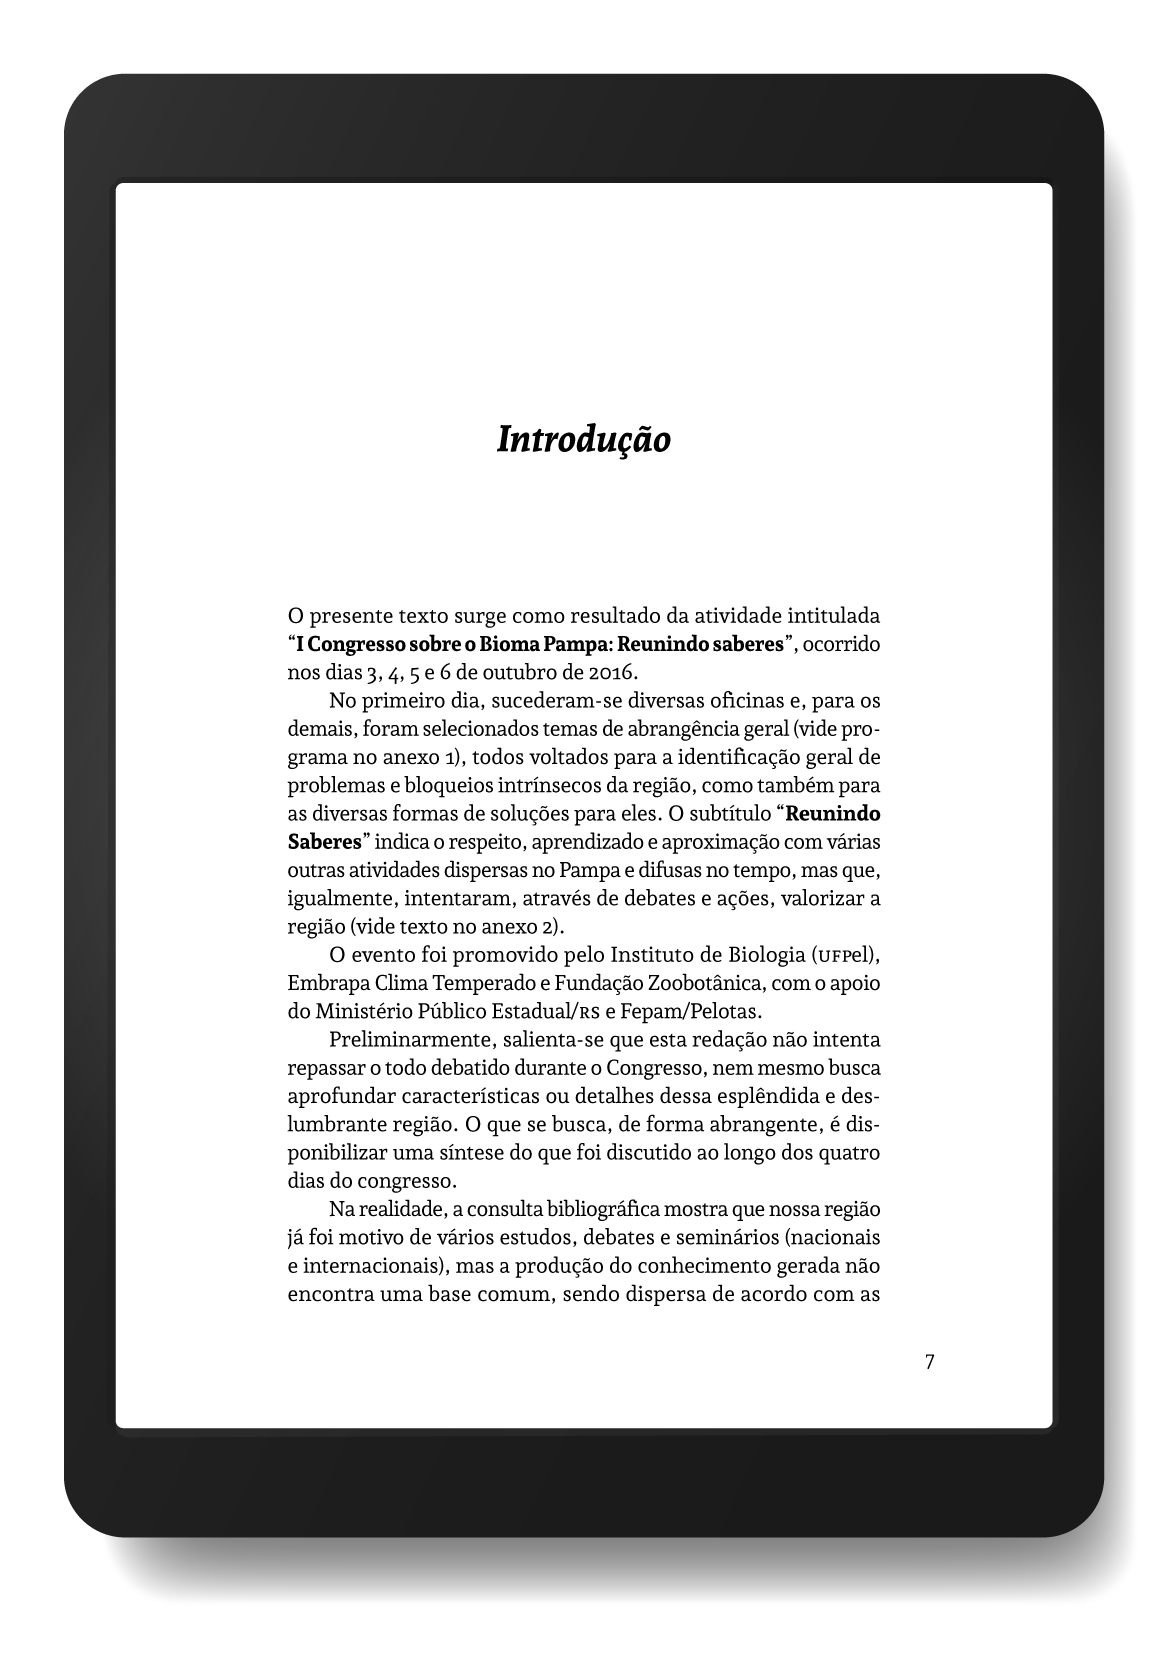 Introdução
O presente texto surge como resultado da atividade intitulada
“I Congresso sobre o Bioma Pampa: Reunindo saberes”, ocorrido
nos dias 3, 4, 5 e 6 de outubro de 2016.
No primeiro dia, sucederam-se diversas oficinas e, para os
demais, foram selecionados temas de abrangência geral (vide pro-
grama no anexo 1), todos voltados para a identificação geral de
problemas e bloqueios intrínsecos da região, como também para
as diversas formas de soluções para eles. O subtítulo “Reunindo
Saberes” indica o respeito, aprendizado e aproximação com várias
outras atividades dispersas no Pampa e difusas no tempo, mas que,
igualmente, intentaram, através de debates e ações, valorizar a
região (vide texto no anexo 2).
O evento foi promovido pelo Instituto de Biologia (UFPel),
Embrapa Clima Temperado e Fundação Zoobotânica, com o apoio
do Ministério Público Estadual/RS e Fepam/Pelotas.
Preliminarmente, salienta-se que esta redação não intenta
repassar o todo debatido durante o Congresso, nem mesmo busca
aprofundar características ou detalhes dessa esplêndida e des-
lumbrante região. O que se busca, de forma abrangente, é dis-
ponibilizar uma síntese do que foi discutido ao longo dos quatro
dias do congresso.
Na realidade, a consulta bibliográfica mostra que nossa região
já foi motivo de vários estudos, debates e seminários (nacionais
e internacionais), mas a produção do conhecimento gerada não
encontra uma base comum, sendo dispersa de acordo com as
7